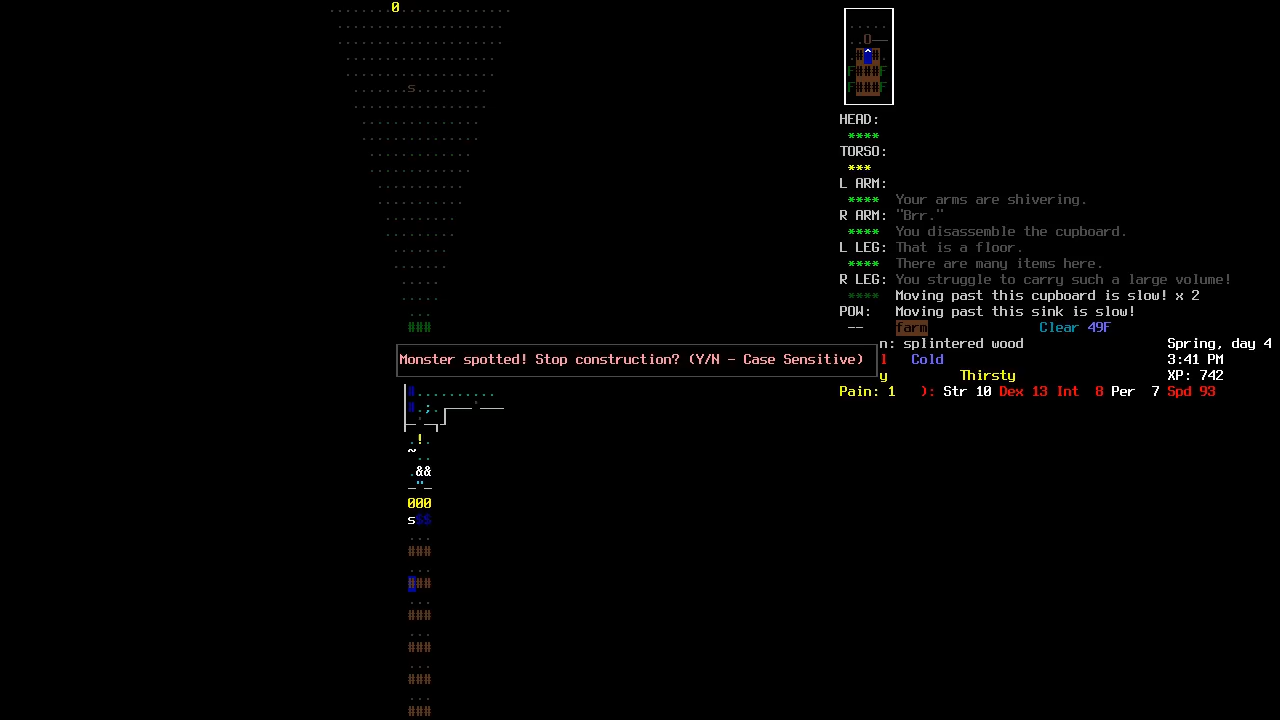 HEAD:
****
TORSO:
***
L ARM:
**** Your arms are shivering.
R ARM: "Brr."
**** You disassemble the cupboard.
L LEG: That is a floor.
**** There are many items here.
R LEG: You struggle to carry such a large volume!
**** Moving past this cupboard is slow! x 2
POW: Moving past this sink is slow!
-- farm Clear 49F
n: splintered wood Spring, day 4
Monster spotted! Stop construction? (Y/N - Case Sensitive)
l Cold 3:41 PM
y Thirsty XP: 742
Pain: 1 ): Str 10 Dex 13 Int 8 Per 7 Spd 93